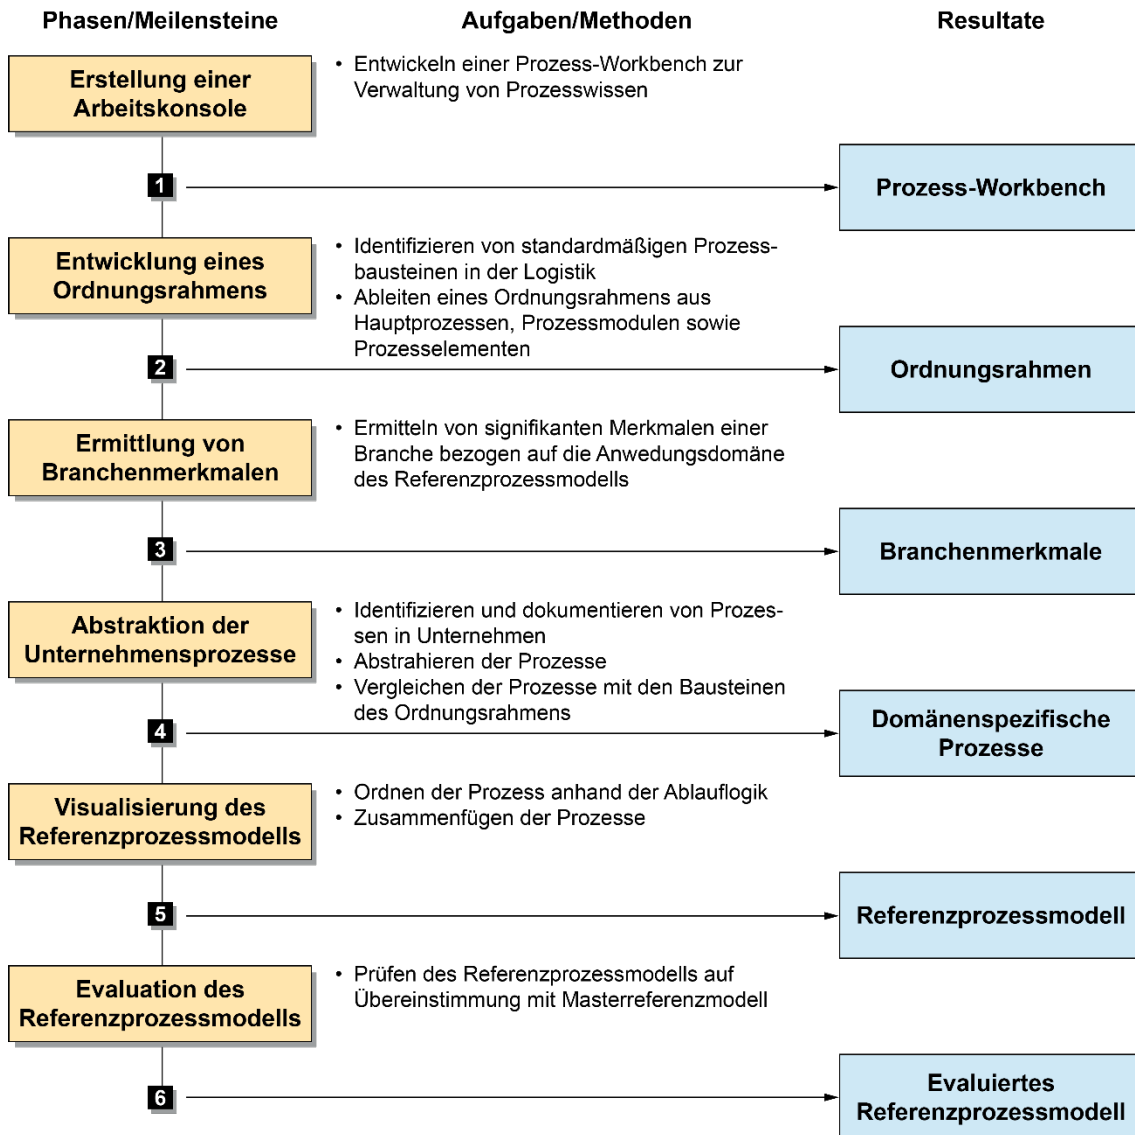 Phasen/Meilensteine
Aufgaben/Methoden
Resultate
Erstellung einer
Arbeitskonsole
• Entwickeln einer Prozess-Workbench zur
Verwaltung von Prozesswissen
1
Prozess-Workbench
Entwicklung eines
Ordnungsrahmens
• Identifizieren von standardmäßigen Prozess-
bausteinen in der Logistik
• Ableiten eines Ordnungsrahmens aus
Hauptprozessen, Prozessmodulen sowie
Prozesselementen
2
Ordnungsrahmen
Ermittlung von
Branchenmerkmalen
• Ermitteln von signifikanten Merkmalen einer
Branche bezogen auf die Anwedungsdomäne
des Referenzprozessmodells
3
Branchenmerkmale
Abstraktion der
Unternehmensprozesse
• Identifizieren und dokumentieren von Prozes-
sen in Unternehmen
• Abstrahieren der Prozesse
• Vergleichen der Prozesse mit den Bausteinen
des Ordnungsrahmens
4
Domänenspezifische
Prozesse
Visualisierung des
Referenzprozessmodells
• Ordnen der Prozess anhand der Ablauflogik
• Zusammenfügen der Prozesse
5
Referenzprozessmodell
Evaluation des
Referenzprozessmodells
• Prüfen des Referenzprozessmodells auf
Übereinstimmung mit Masterreferenzmodell
6
Evaluiertes
Referenzprozessmodell